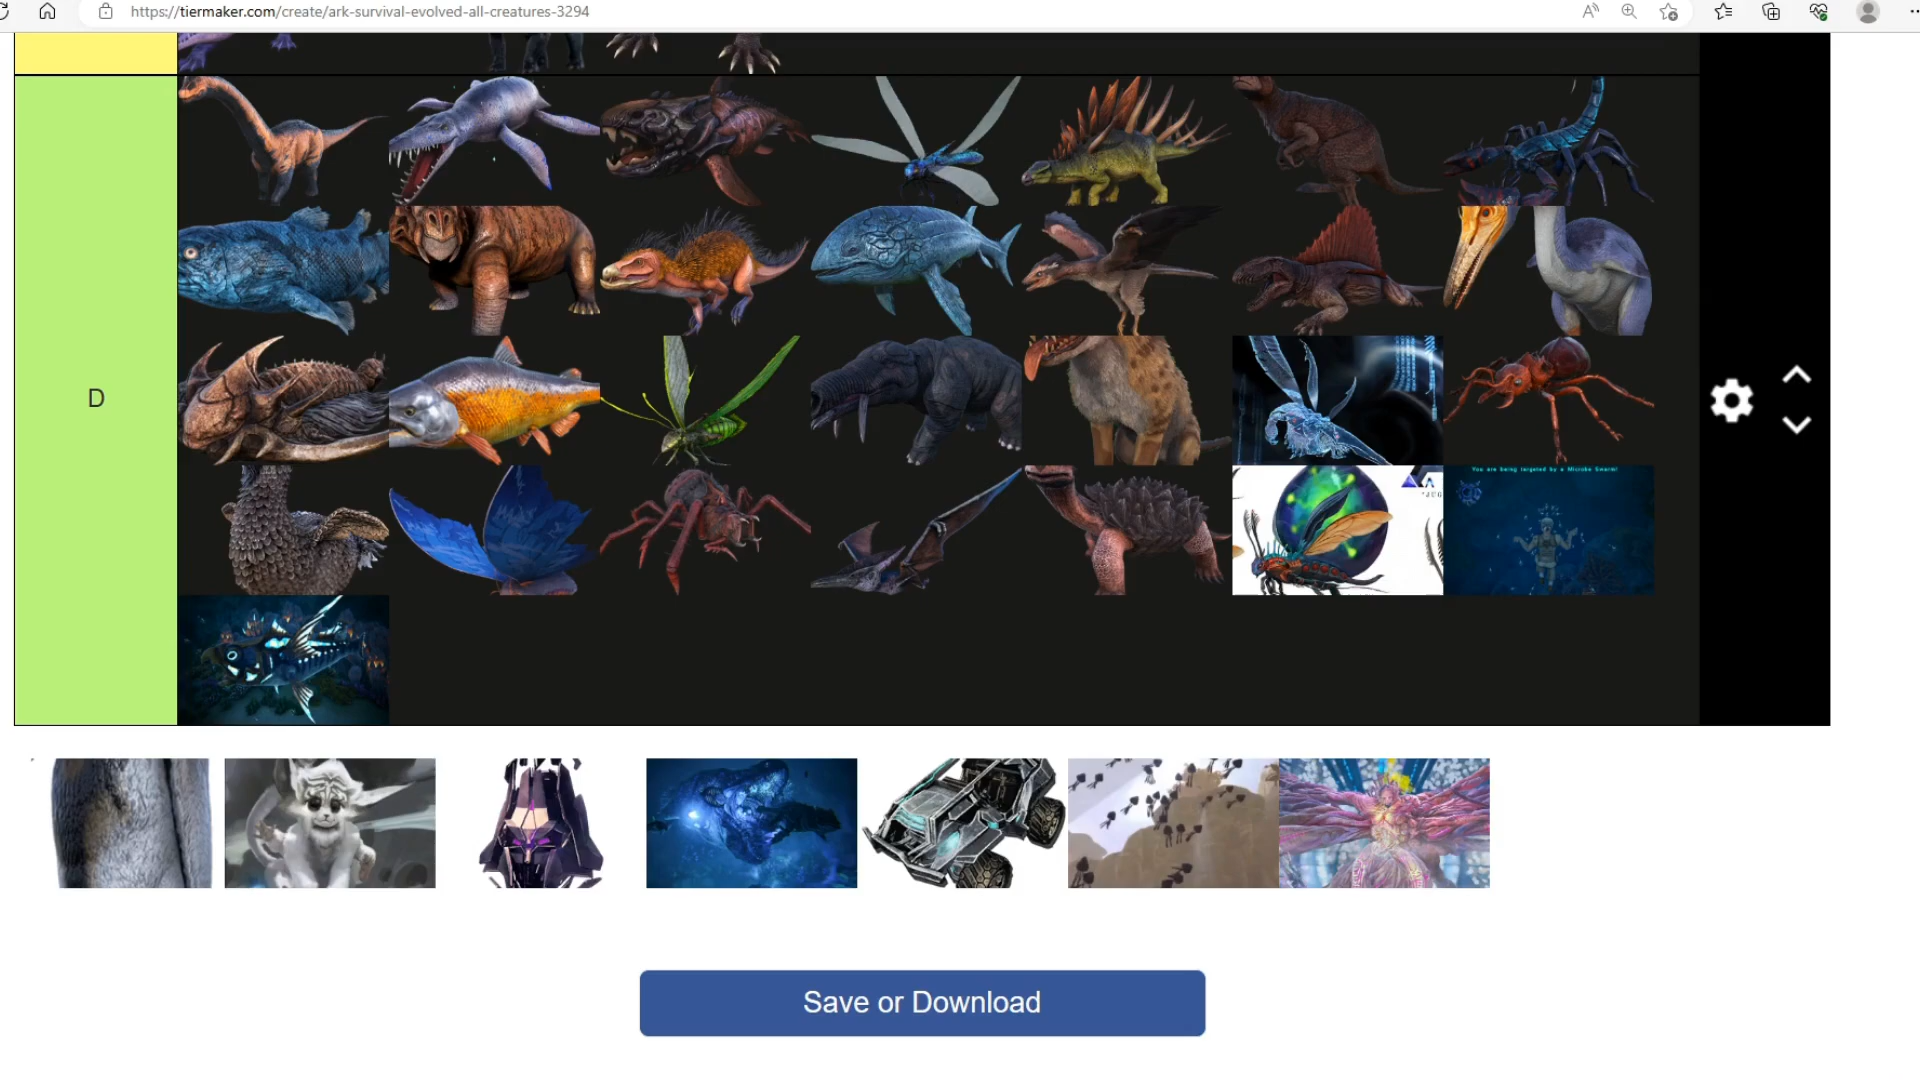 https://tiermaker.com/create/ark-survival-evolved-all-creatures-3294
D
You are being targeted by a Microbe Swarm!
Save or Download